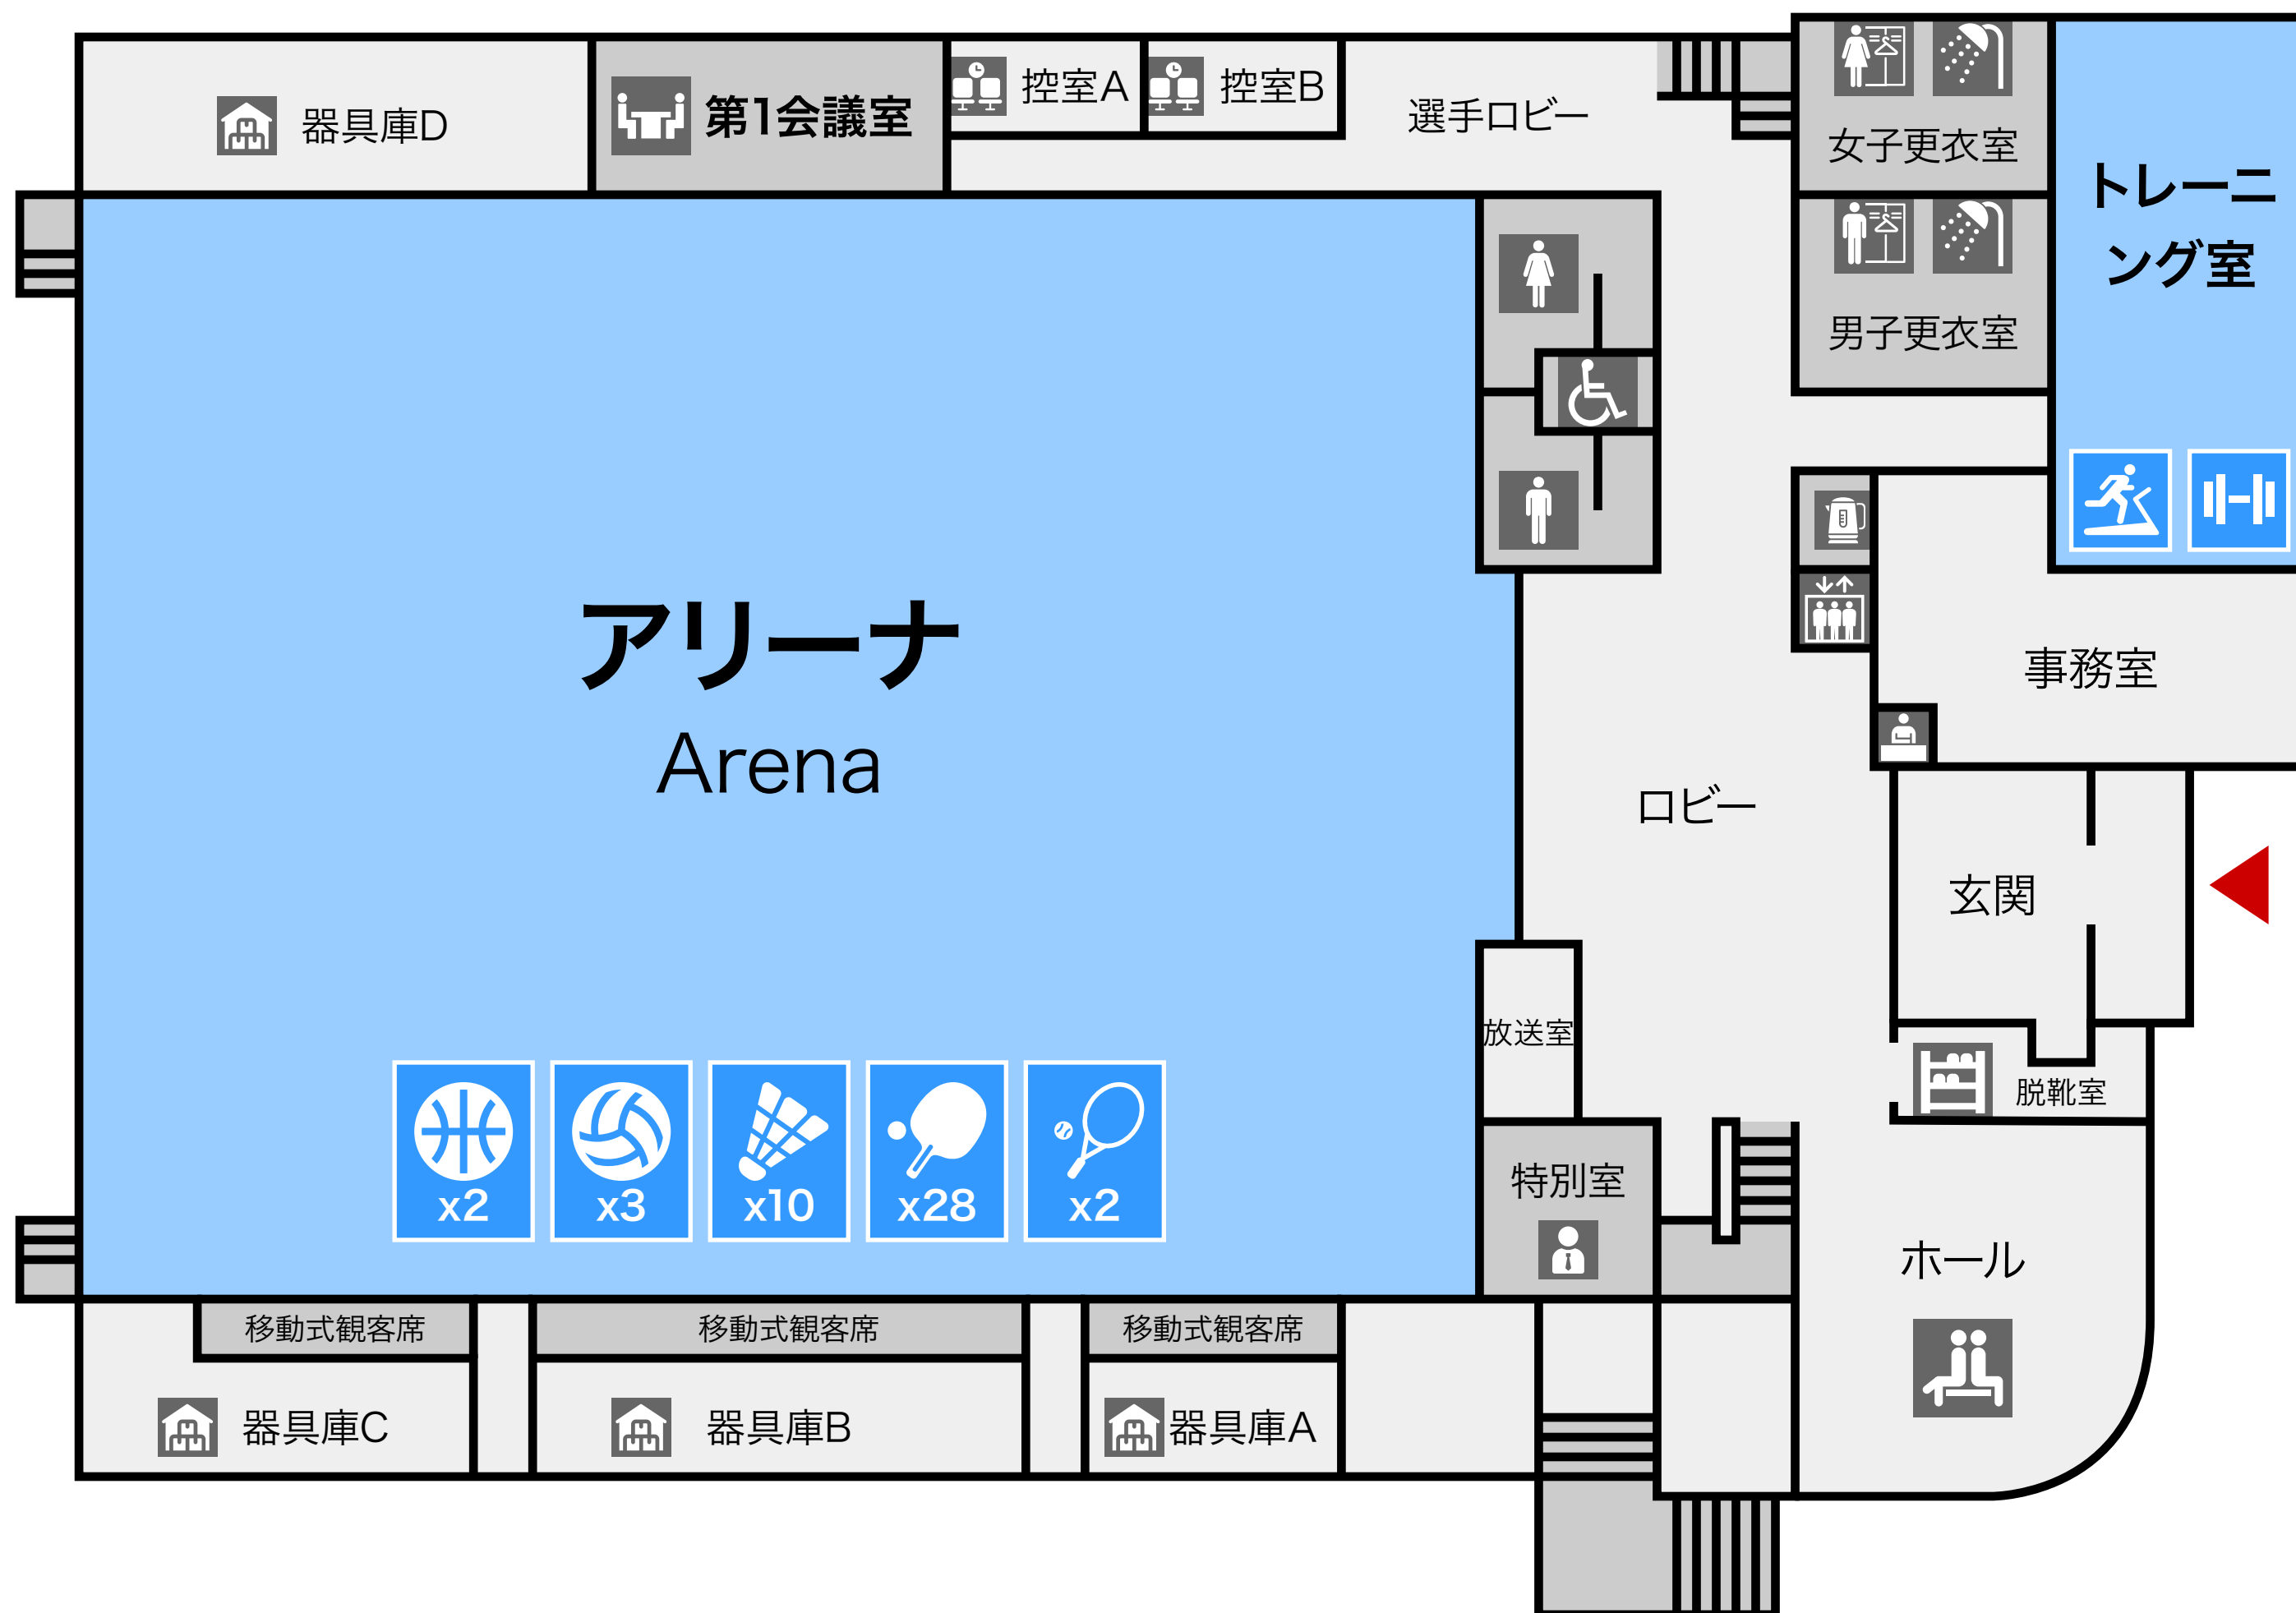 器具庫D
第1会議室
控室A
控室B
選手ロビー
女子更衣室
男子更衣室
トレーニ
ング室
アリーナ
Arena
事務室
ロビー
玄関
放送室
脱靴室
x2
x3
x10
x28
x2
特別室
ホール
移動式観客席
移動式観客席
移動式観客席
器具庫C
器具庫B
器具庫A